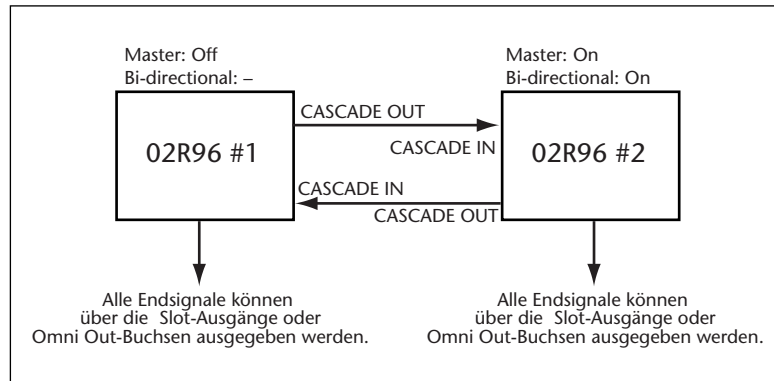 Master: Off
Bi-directional: –
Master: On
Bi-directional: On
02R96 #1
CASCADE OUT
CASCADE IN
02R96 #2
CASCADE IN
CASCADE OUT
Alle Endsignale können
über die Slot-Ausgänge oder
Omni Out-Buchsen ausgegeben werden.
Alle Endsignale können
über die Slot-Ausgänge oder
Omni Out-Buchsen ausgegeben werden.